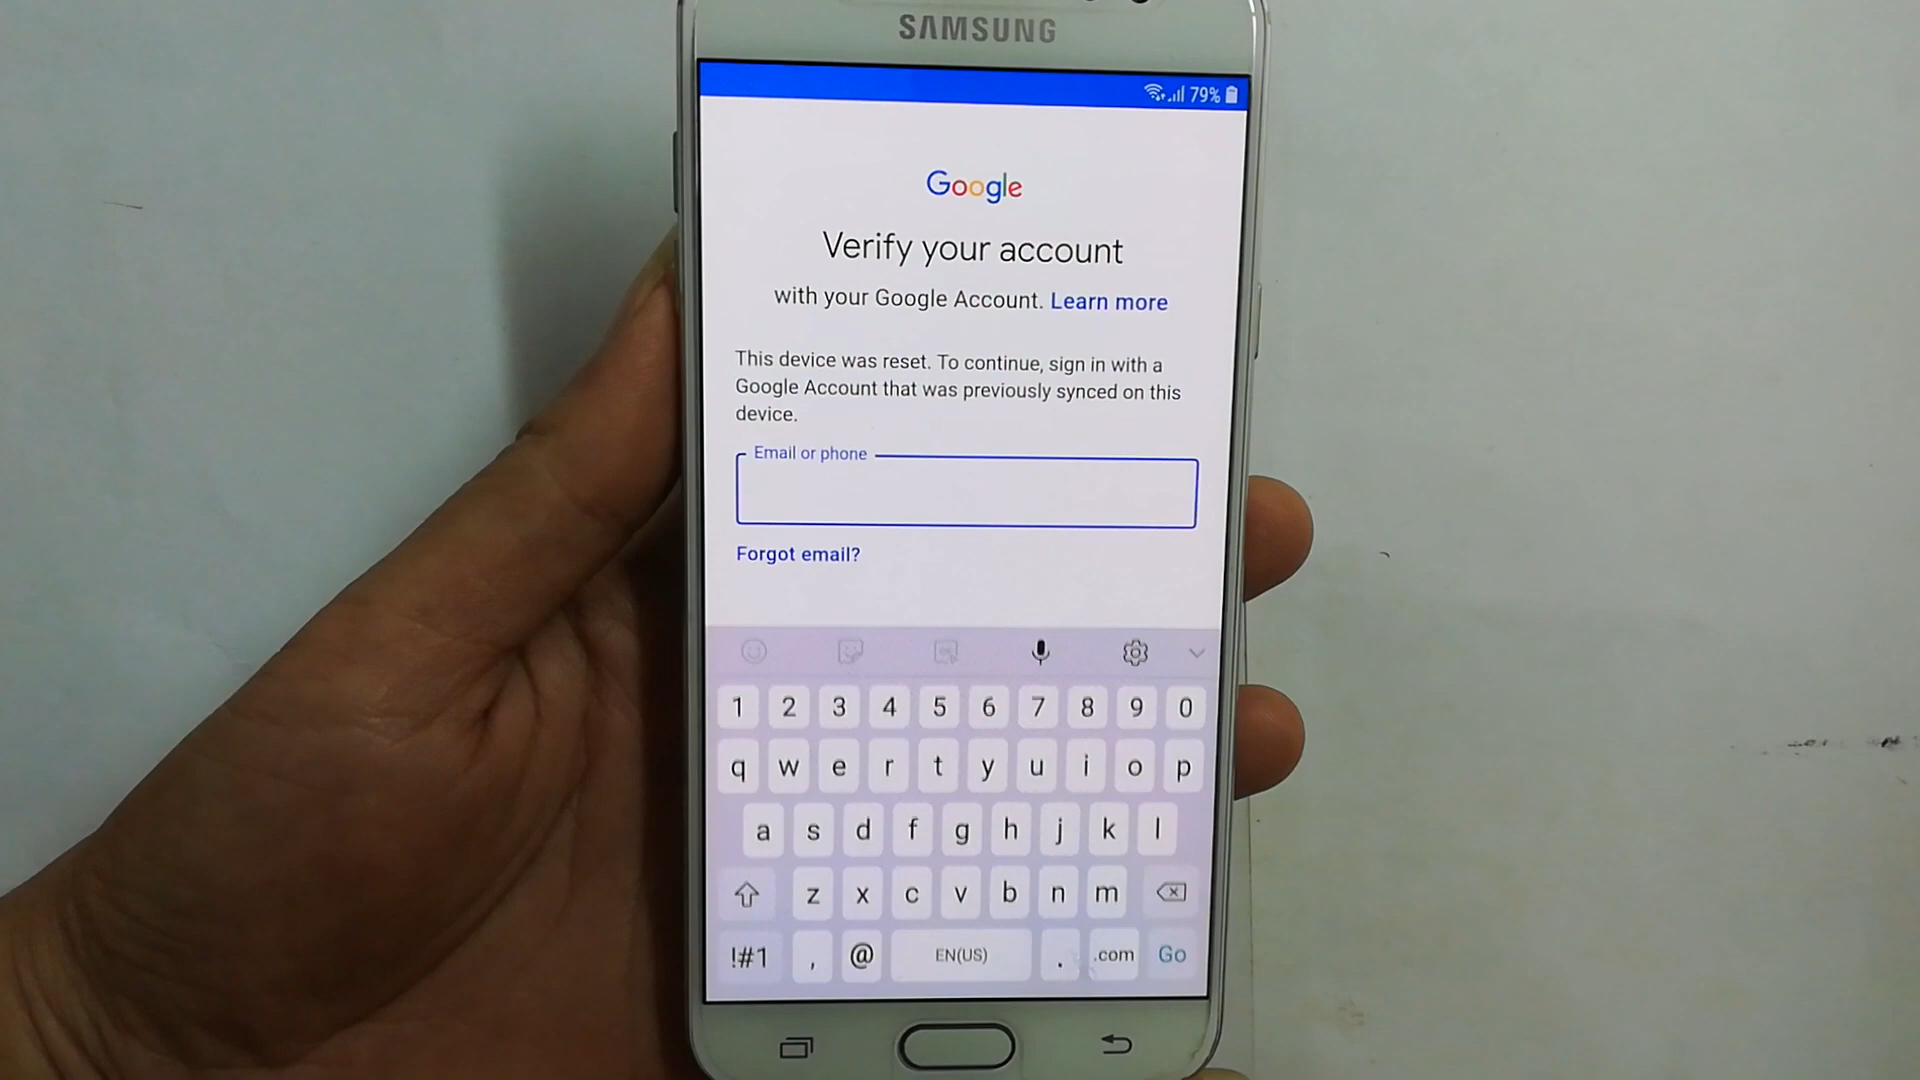 SAMSUNG
79%
Google
Verify your account
with your Google Account. Learn more
This device was reset. To continue, sign in with a
Google Account that was previously synced on this
device.
Email or phone
Forgot email?
1 2 3 4 5 6 7 8 9 0
q w e r t y u i o p
a s d f g h j k l
z x c v b n m
!#1 , @ EN(US) . .com Go